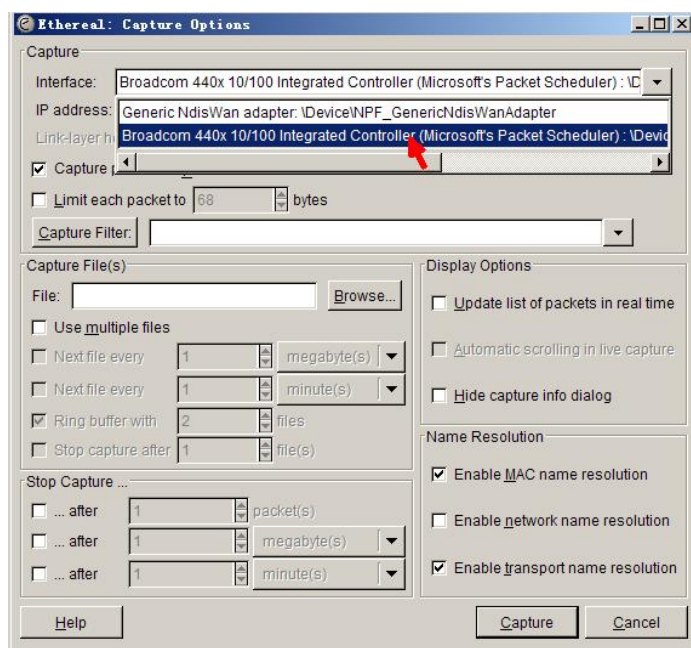 Ethereal: Capture Options
Capture
Interface: Broadcom 440x 10/100 Integrated Controller (Microsoft's Packet Scheduler) : \D
IP address: Generic NdisWan adapter: \Device\NPF_GenericNdisWanAdapter
Link-layer h Broadcom 440x 10/100 Integrated Controller (Microsoft's Packet Scheduler) : \Devic
Capture
Limit each packet to 68 bytes
Capture Filter:
Capture File(s)
File: Browse...
Use multiple files
Next file every 1 megabyte(s)
Next file every 1 minute(s)
Ring buffer with 2 files
Stop capture after 1 file(s)
Stop Capture ...
... after 1 packet(s)
... after 1 megabyte(s)
... after 1 minute(s)
Display Options
Update list of packets in real time
Automatic scrolling in live capture
Hide capture info dialog
Name Resolution
Enable MAC name resolution
Enable network name resolution
Enable transport name resolution
Help Capture Cancel